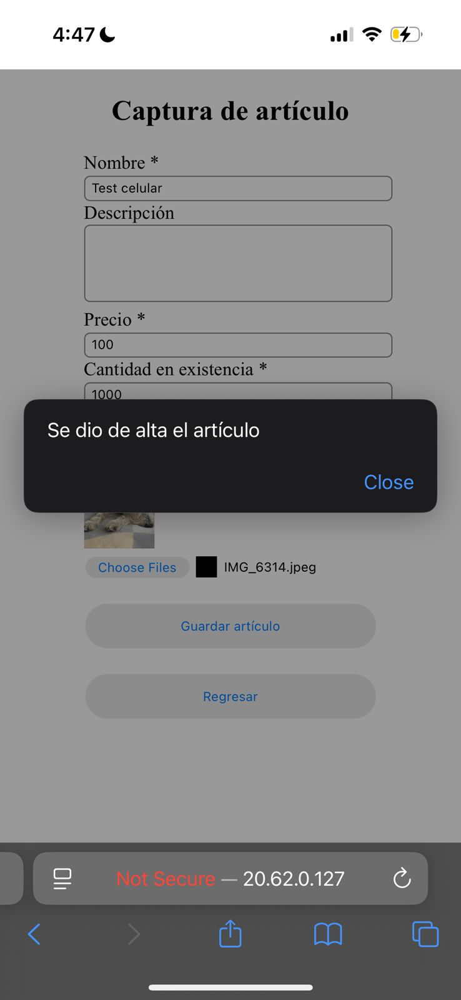 4:47
Captura de artículo
Nombre *
Test celular
Descripción
Precio *
100
Cantidad en existencia *
1000
Se dio de alta el artículo
Close
Choose Files IMG_6314.jpeg
Guardar artículo
Regresar
Not Secure — 20.62.0.127